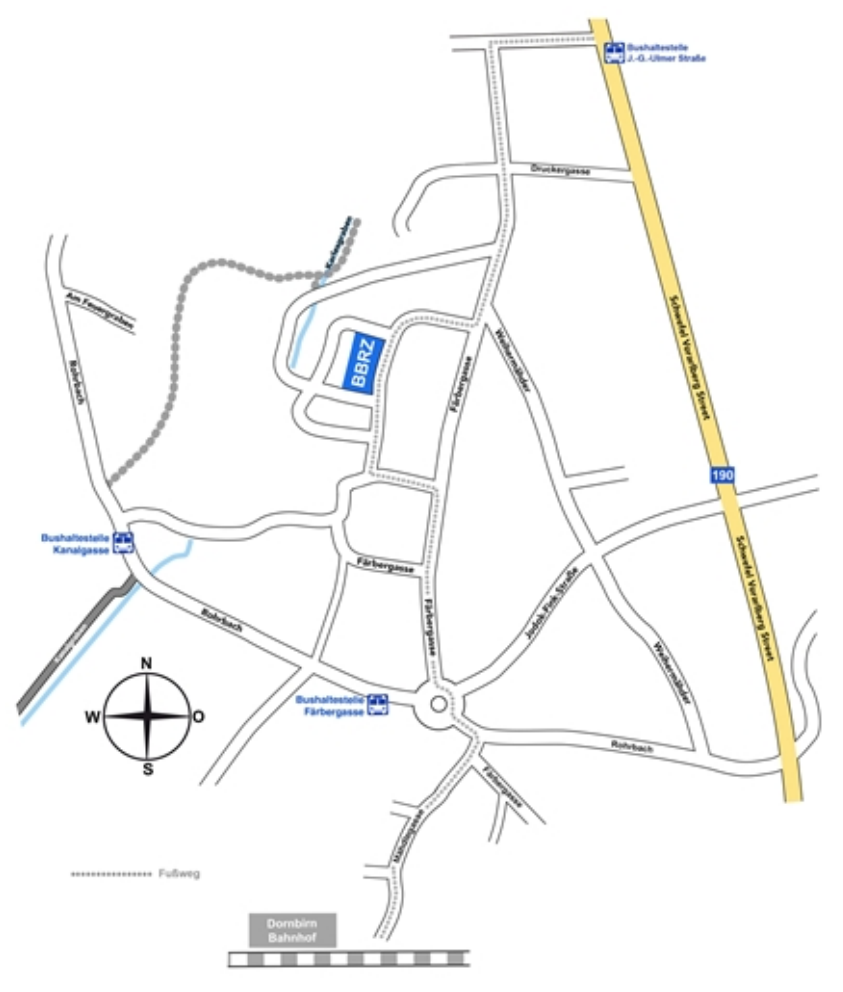 Bushaltestelle
J.-G.-Ulmer Straße
Druckergasse
Am Feuergraben
Rohrbach
BBRZ
Färbergasse
Weihermähder
Schwefel Vorarlberg Street
190
Bushaltestelle
Kanalgasse
Färbergasse
Färbergasse
Jodok-Fink-Straße
Schwefel Vorarlberg Street
Rohrbach
Weihermähder
N
W
O
S
Bushaltestelle
Färbergasse
Rohrbach
Färbergasse
Fußweg
Dornbirn
Bahnhof